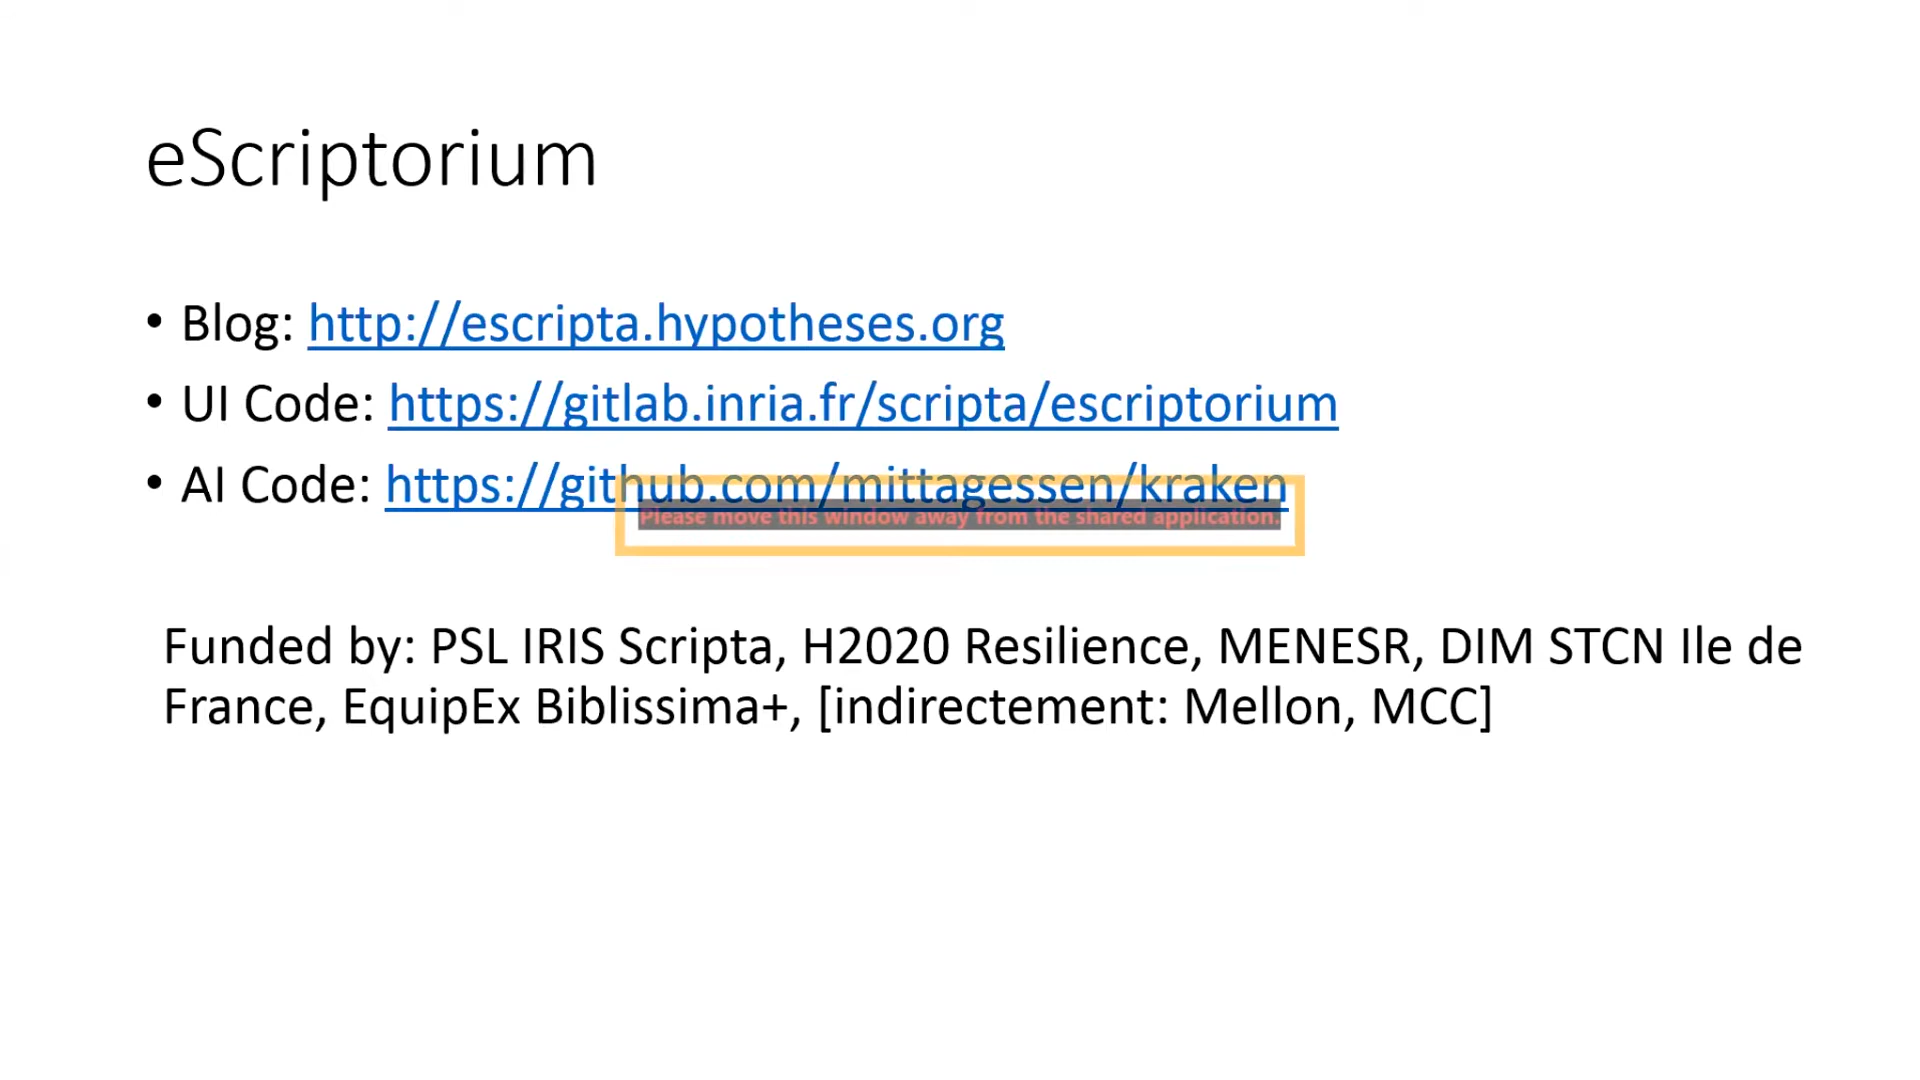 eScriptorium
• Blog: http://escripta.hypotheses.org
• UI Code: https://gitlab.inria.fr/scripta/escriptorium
• AI Code: https://github.com/mittagessen/kraken
Please move this window away from the shared application.
Funded by: PSL IRIS Scripta, H2020 Resilience, MENESR, DIM STCN Ile de
France, EquipEx Biblissima+, [indirectement: Mellon, MCC]